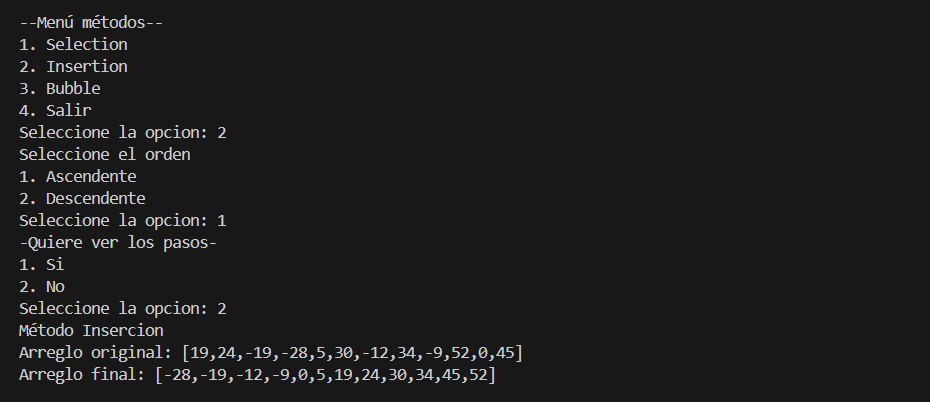 --Menú métodos--
1. Selection
2. Insertion
3. Bubble
4. Salir
Seleccione la opcion: 2
Seleccione el orden
1. Ascendente
2. Descendente
Seleccione la opcion: 1
-Quiere ver los pasos-
1. Si
2. No
Seleccione la opcion: 2
Método Insercion
Arreglo original: [19,24,-19,-28,5,30,-12,34,-9,52,0,45]
Arreglo final: [-28,-19,-12,-9,0,5,19,24,30,34,45,52]